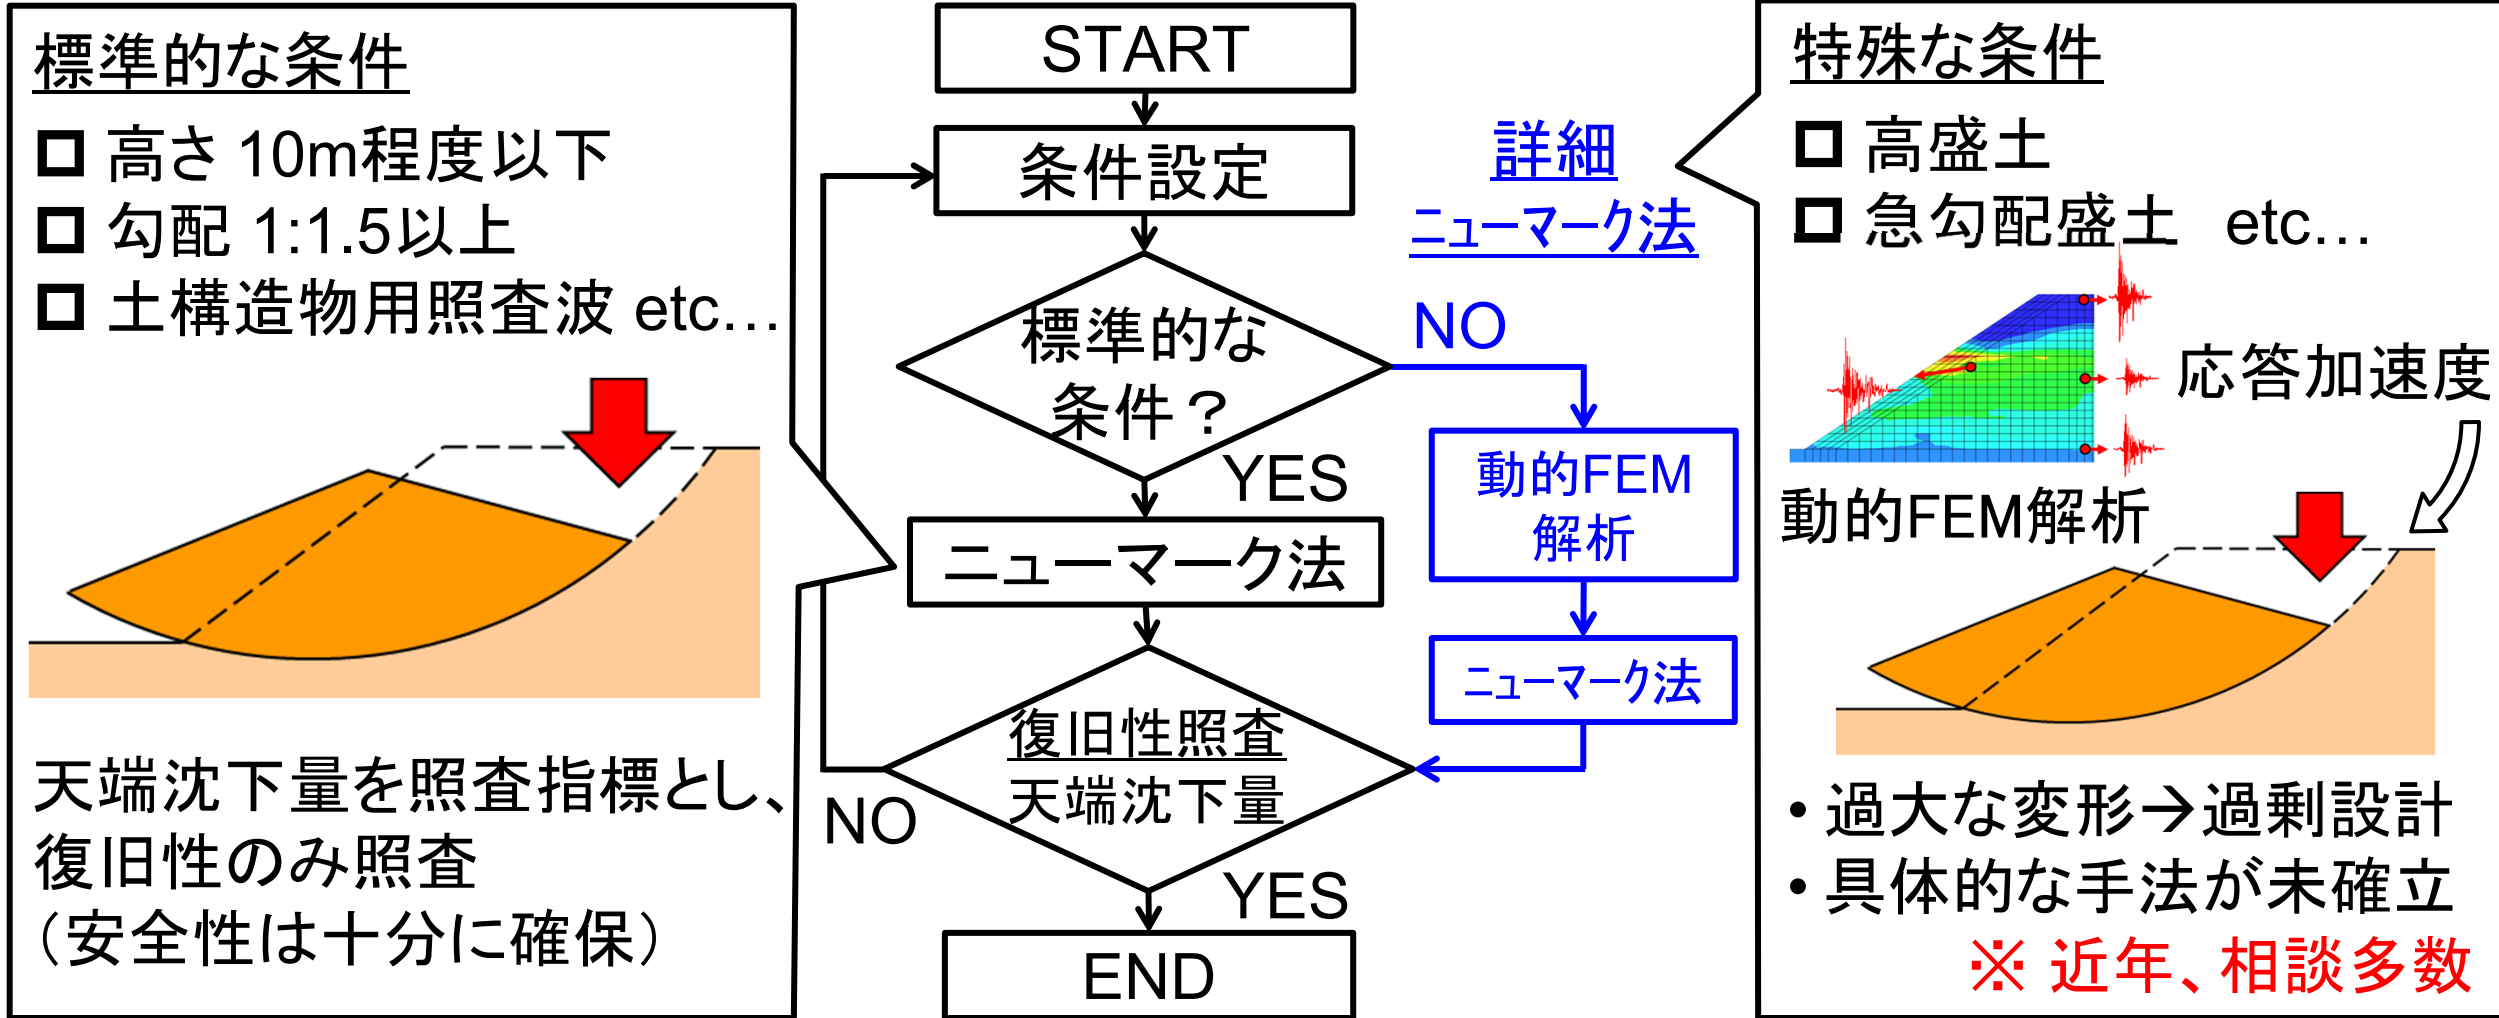 標準的な条件
高さ 10m程度以下
勾配 1:1.5以上
土構造物用照査波 etc…
天端沈下量を照査指標とし、
復旧性のみ照査
（安全性は十分に確保）
START
条件設定
標準的な
条件？
YES
NO
ニューマーク法
復旧性照査
天端沈下量
NO
YES
END
詳細
ニューマーク法
動的FEM
解析
ニューマーク法
特殊な条件
高盛土
急勾配盛土 etc…
応答加速度
動的FEM解析
・過大な変形→過剰設計
・具体的な手法が未確立
※ 近年、相談多数